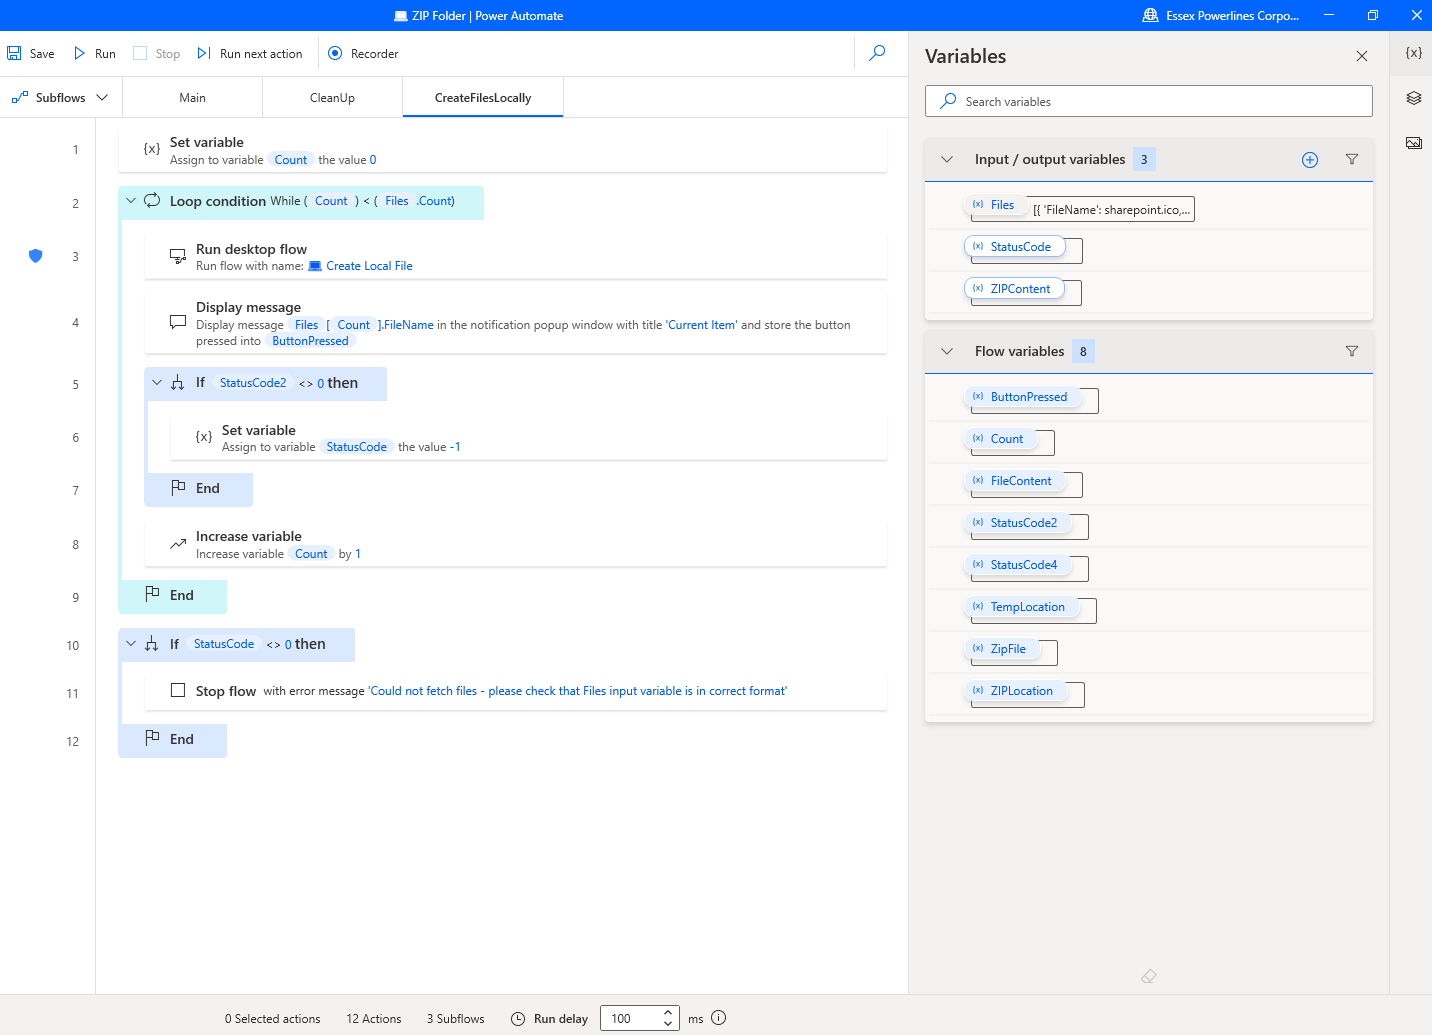 ZIP Folder | Power Automate
Essex Powerlines Corpo...
Save
Run
Stop
Run next action
Recorder
Subflows
Main
CleanUp
CreateFilesLocally
1
{x}
Set variable
Assign to variable Count the value 0
2
Loop condition While ( Count ) < ( Files .Count)
3
Run desktop flow
Run flow with name: Create Local File
4
Display message
Display message Files [ Count ].FileName in the notification popup window with title 'Current Item' and store the button
pressed into ButtonPressed
5
If StatusCode2 <> 0 then
6
{x}
Set variable
Assign to variable StatusCode the value -1
7
End
8
Increase variable
Increase variable Count by 1
9
End
10
If StatusCode <> 0 then
11
Stop flow with error message 'Could not fetch files - please check that Files input variable is in correct format'
12
End
Variables
{x}
Search variables
Input / output variables 3
(x) Files [{ 'FileName': sharepoint.ico,...
(x) StatusCode
(x) ZIPContent
Flow variables 8
(x) ButtonPressed
(x) Count
(x) FileContent
(x) StatusCode2
(x) StatusCode4
(x) TempLocation
(x) ZipFile
(x) ZIPLocation
0 Selected actions
12 Actions
3 Subflows
Run delay
100
ms